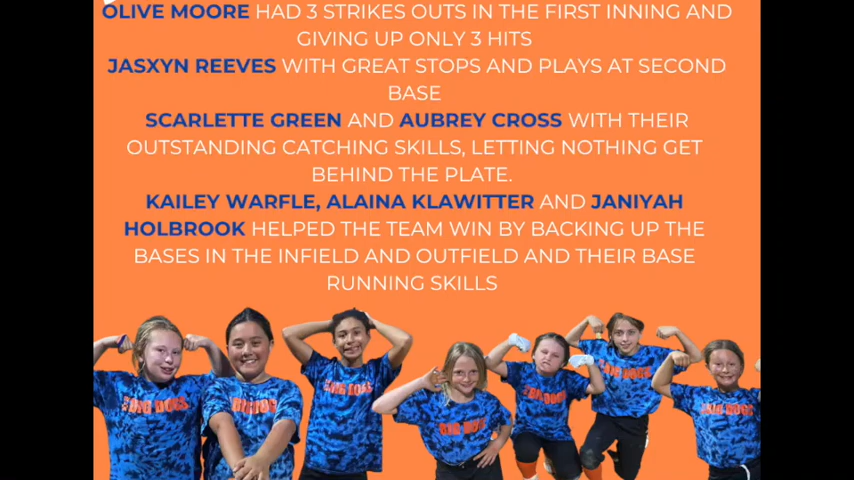 OLIVE MOORE HAD 3 STRIKES OUTS IN THE FIRST INNING AND
GIVING UP ONLY 3 HITS
JASXYN REEVES WITH GREAT STOPS AND PLAYS AT SECOND
BASE
SCARLETTE GREEN AND AUBREY CROSS WITH THEIR
OUTSTANDING CATCHING SKILLS, LETTING NOTHING GET
BEHIND THE PLATE.
KAILEY WARFLE, ALAINA KLAWITTER AND JANIYAH
HOLBROOK HELPED THE TEAM WIN BY BACKING UP THE
BASES IN THE INFIELD AND OUTFIELD AND THEIR BASE
RUNNING SKILLS